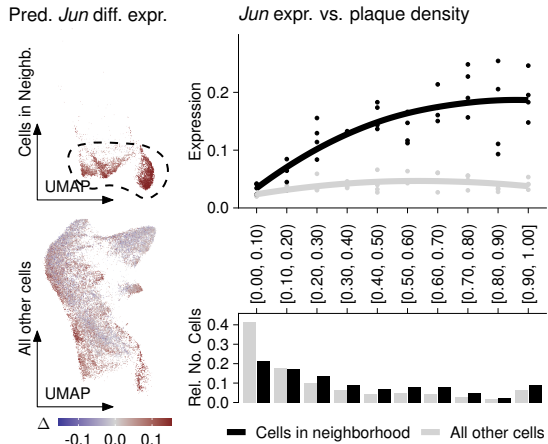 Pred. Jun diff. expr.
Cells in Neighb.
UMAP
All other cells
UMAP
Δ
-0.1 0.0 0.1
Jun expr. vs. plaque density
Expression
0.2
0.1
0.0
[0.00, 0.10)
[0.10, 0.20)
[0.20, 0.30)
[0.30, 0.40)
[0.40, 0.50)
[0.50, 0.60)
[0.60, 0.70)
[0.70, 0.80)
[0.80, 0.90)
[0.90, 1.00]
Rel. No. Cells
0.4
0.3
0.2
0.1
0.0
Cells in neighborhood All other cells